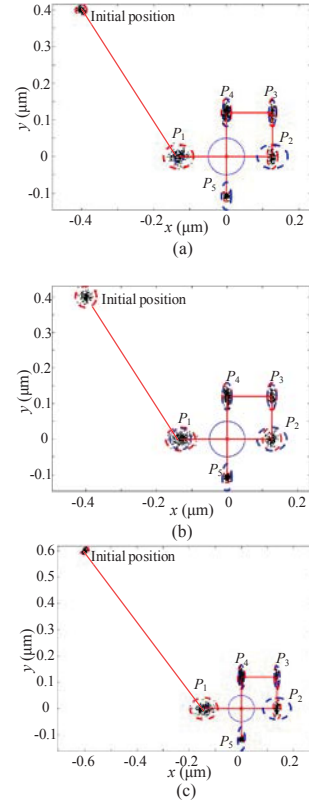 0.4
Initial position
0.3
P4
P3
0.2
y (μm)
0.1
P1
P2
0
P5
-0.1
-0.4
-0.2
0
0.2
x (μm)
(a)
0.4
Initial position
0.3
P4
P3
0.2
y (μm)
0.1
P1
P2
0
P5
-0.1
-0.4
-0.2
0
0.2
x (μm)
(b)
0.6
Initial position
0.5
0.4
y (μm)
0.3
P4
P3
0.2
0.1
P1
P2
0
P5
-0.1
-0.6
-0.4
-0.2
0
0.2
x (μm)
(c)